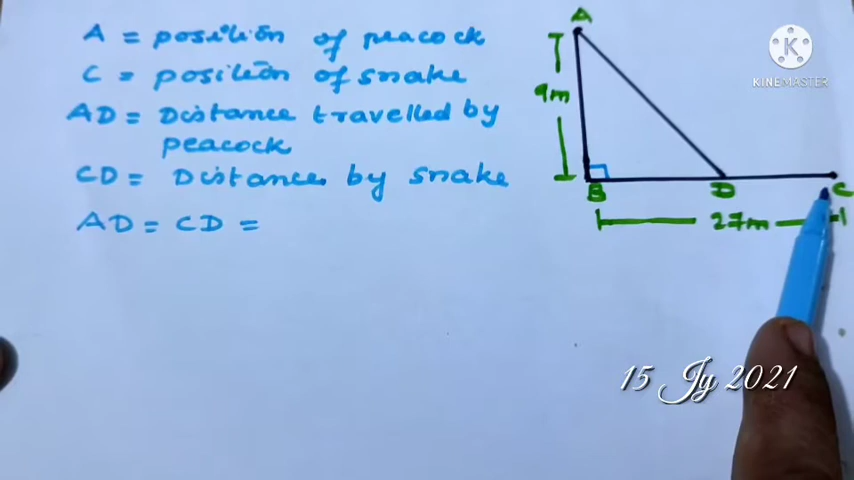 A = position of peacock
C = position of snake
AD = Distance travelled by
peacock
CD = Distance by snake
AD = CD =
A
9m
B
D
C
27m
K
KINEMASTER
15 Jy 2021